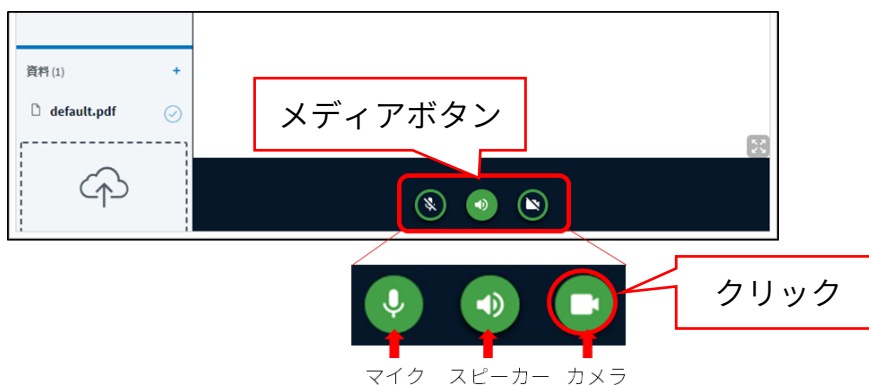 資料 (1) +
default.pdf
メディアボタン
クリック
マイク スピーカー カメラ